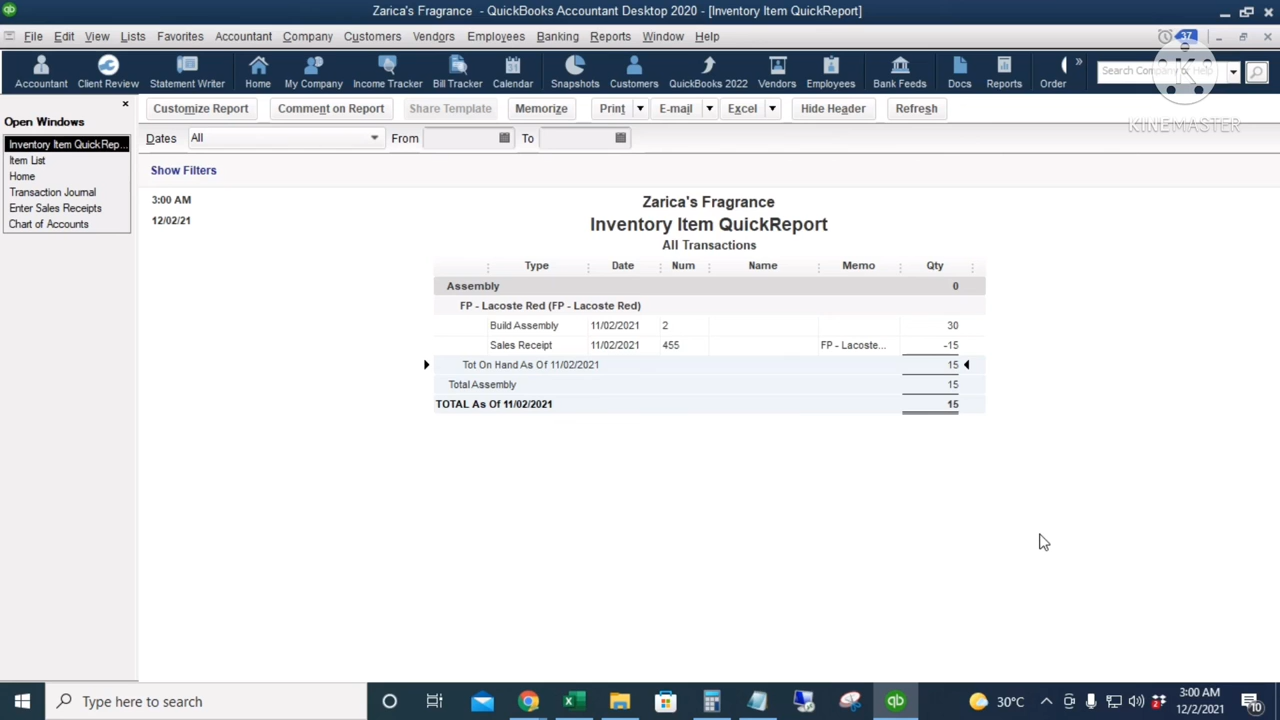 Zarica's Fragrance - QuickBooks Accountant Desktop 2020 - [Inventory Item QuickReport]
File Edit View Lists Favorites Accountant Company Customers Vendors Employees Banking Reports Window Help
37
Accountant Client Review Statement Writer Home My Company Income Tracker Bill Tracker Calendar Snapshots Customers QuickBooks 2022 Vendors Employees Bank Feeds Docs Reports Order
Search Company or Help
KINEMASTER
Customize Report Comment on Report Share Template Memorize Print E-mail Excel Hide Header Refresh
Open Windows
Dates All From To
Inventory Item QuickRep...
Item List
Home
Transaction Journal
Enter Sales Receipts
Chart of Accounts
Show Filters
3:00 AM
12/02/21
Zarica's Fragrance
Inventory Item QuickReport
All Transactions
Type Date Num Name Memo Qty
Assembly 0
FP - Lacoste Red (FP - Lacoste Red)
Build Assembly 11/02/2021 2 30
Sales Receipt 11/02/2021 455 FP - Lacoste... -15
Tot On Hand As Of 11/02/2021 15
Total Assembly 15
TOTAL As Of 11/02/2021 15
Type here to search
30°C
3:00 AM
12/2/2021
10